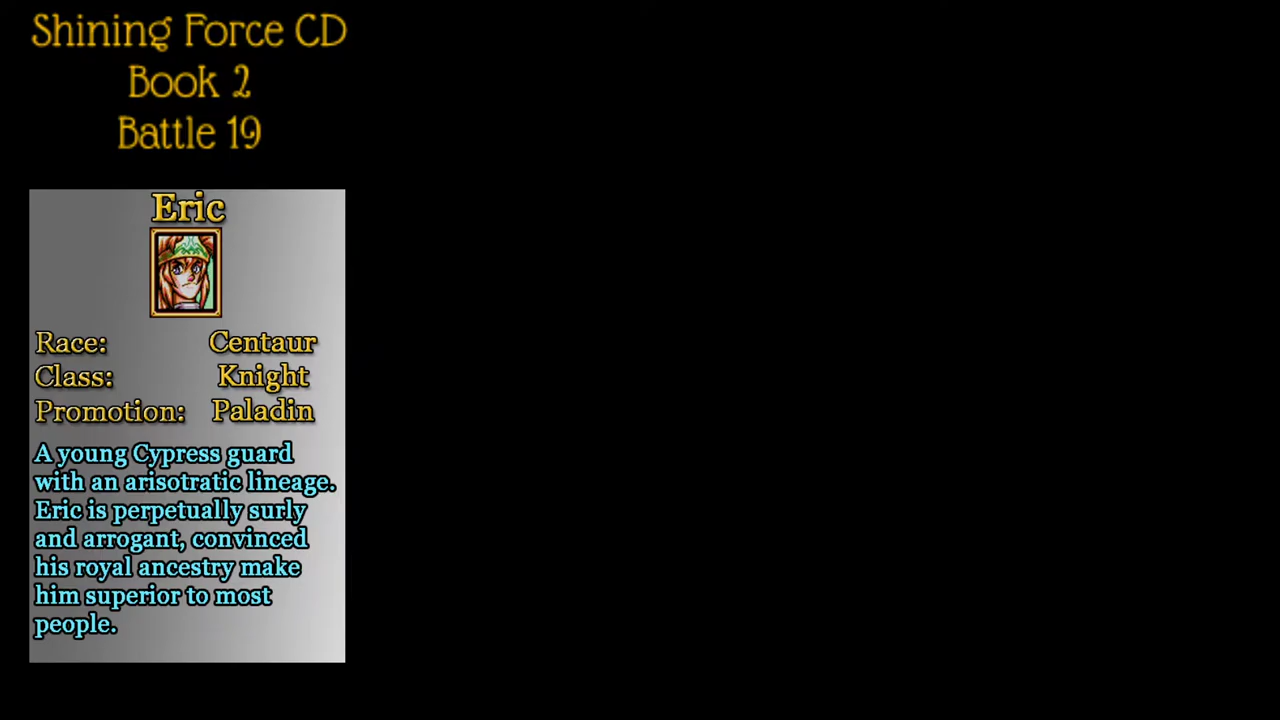 Shining Force CD
Book 2
Battle 19
Eric
Race: Centaur
Class: Knight
Promotion: Paladin
A young Cypress guard
with an arisotratic lineage.
Eric is perpetually surly
and arrogant, convinced
his royal ancestry make
him superior to most
people.